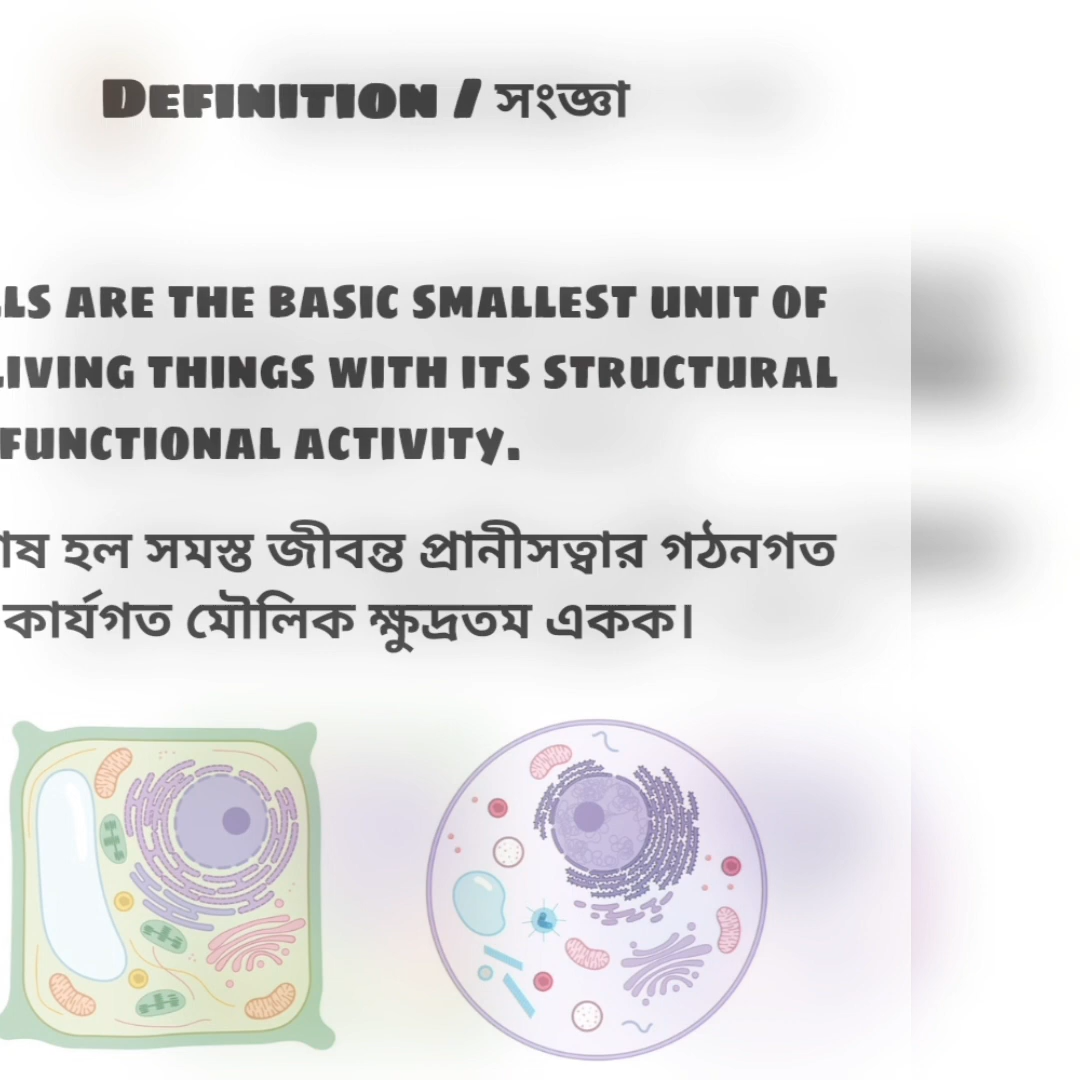 Definition / সংজ্ঞা
LLS ARE THE BASIC SMALLEST UNIT OF
LIVING THINGS WITH ITS STRUCTURAL
FUNCTIONAL ACTIVITY.
ষ হল সমস্ত জীবন্ত প্রানীসত্বার গঠনগত
কার্যগত মৌলিক ক্ষুদ্রতম একক।